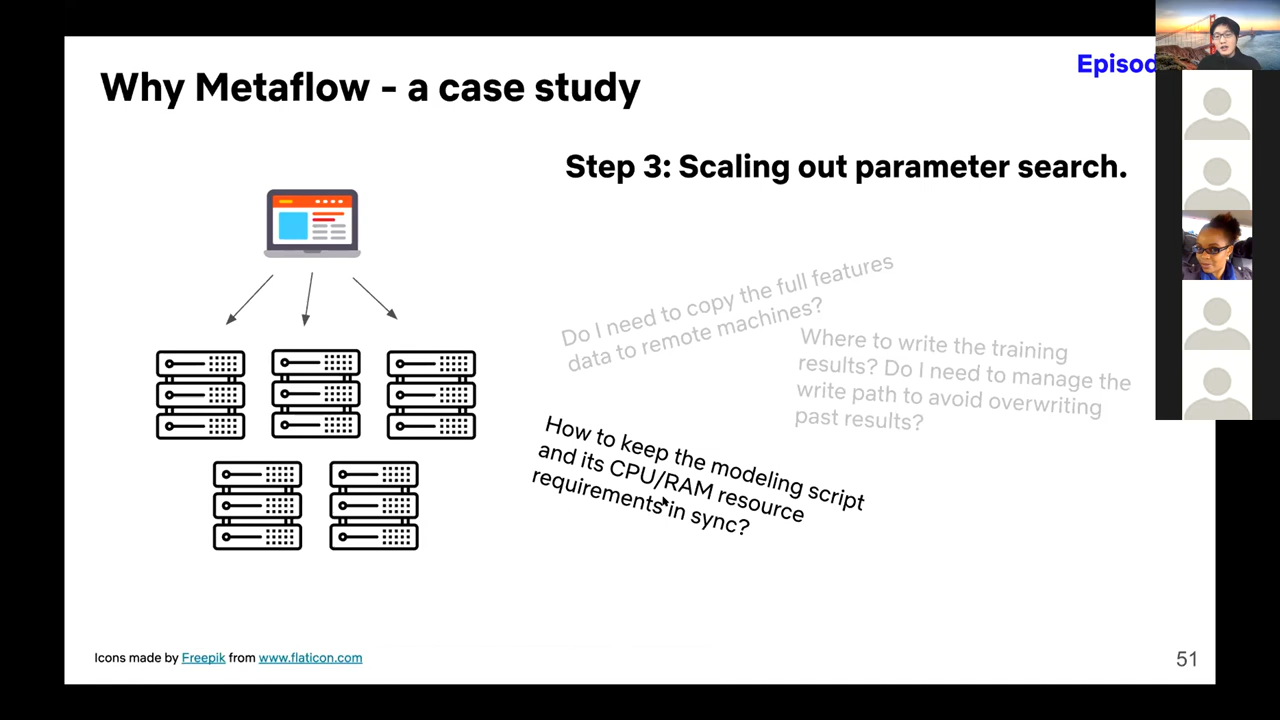 Why Metaflow - a case study
Step 3: Scaling out parameter search.
Do I need to copy the full features
data to remote machines?
Where to write the training
results? Do I need to manage the
write path to avoid overwriting
past results?
How to keep the modeling script
and its CPU/RAM resource
requirements in sync?
Icons made by Freepik from www.flaticon.com
51